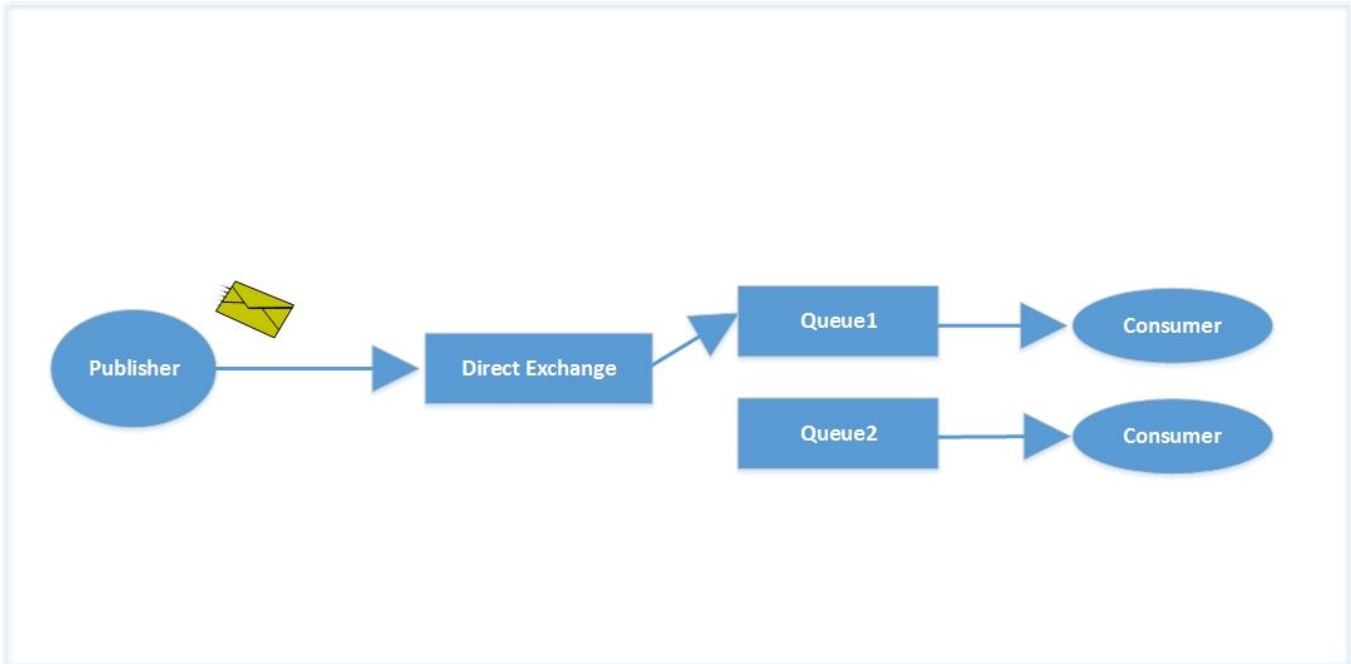 Publisher
Direct Exchange
Queue1
Consumer
Queue2
Consumer